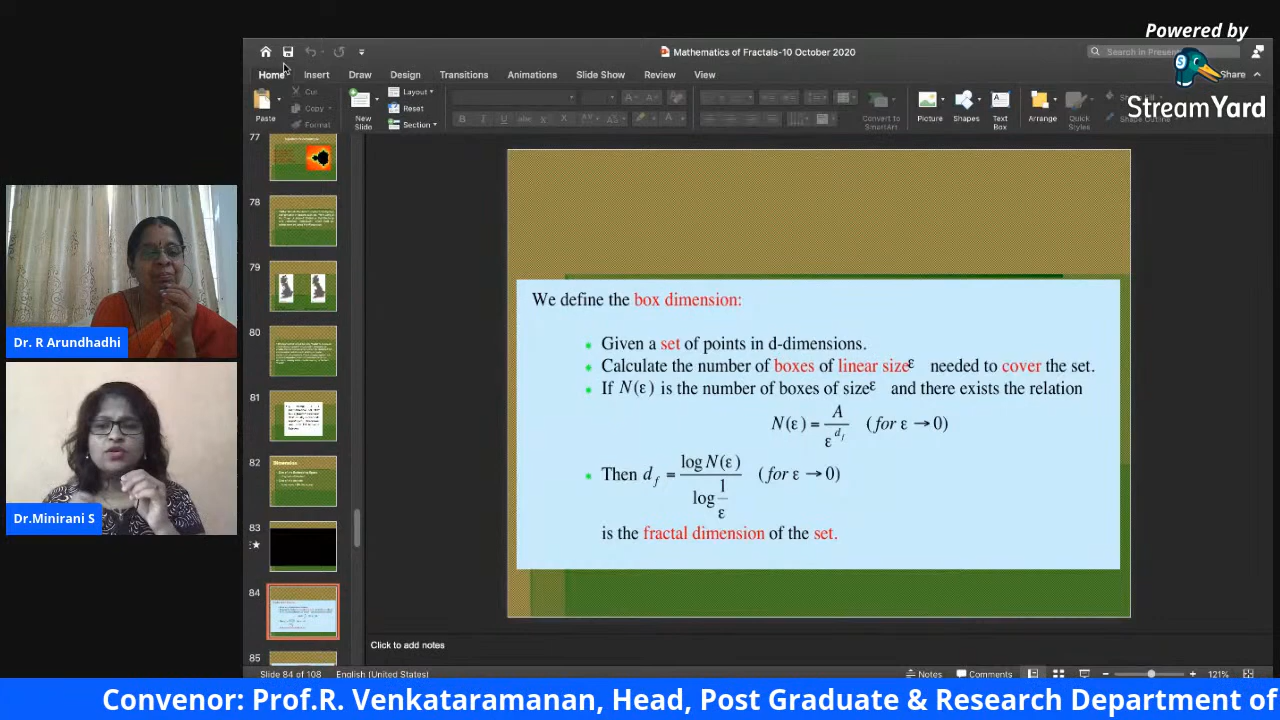 Powered by
StreamYard
Mathematics of Fractals-10 October 2020
Search in Present
Home Insert Draw Design Transitions Animations Slide Show Review View
Share
Paste
Cut
Copy
Format
New Slide
Layout
Reset
Section
Convert to SmartArt
Picture
Shapes
Text Box
Arrange
Quick Styles
Shape Outline
77
78
79
80
81
82
Dimension
83
84
85
We define the box dimension:
Given a set of points in d-dimensions.
Calculate the number of boxes of linear size ε needed to cover the set.
If N(ε) is the number of boxes of size ε and there exists the relation
N(ε) = A / ε^{d_f} (for ε → 0)
Then d_f = log N(ε) / log 1/ε (for ε → 0)
is the fractal dimension of the set.
Click to add notes
Slide 84 of 108 English (United States)
Notes Comments 121%
Dr. R Arundhadhi
Dr.Minirani S
Convenor: Prof.R. Venkataramanan, Head, Post Graduate & Research Department of